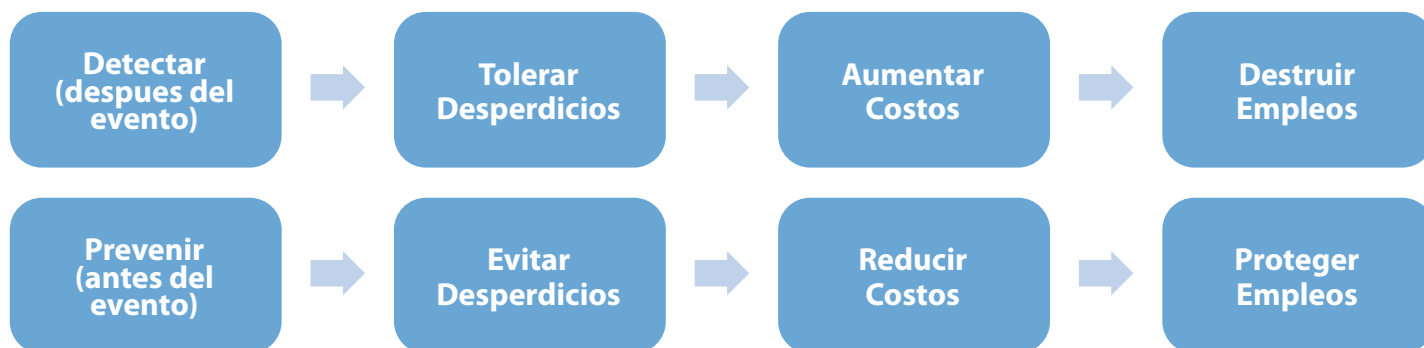 Detectar
(despues del
evento)
Tolerar
Desperdicios
Aumentar
Costos
Destruir
Empleos
Prevenir
(antes del
evento)
Evitar
Desperdicios
Reducir
Costos
Proteger
Empleos